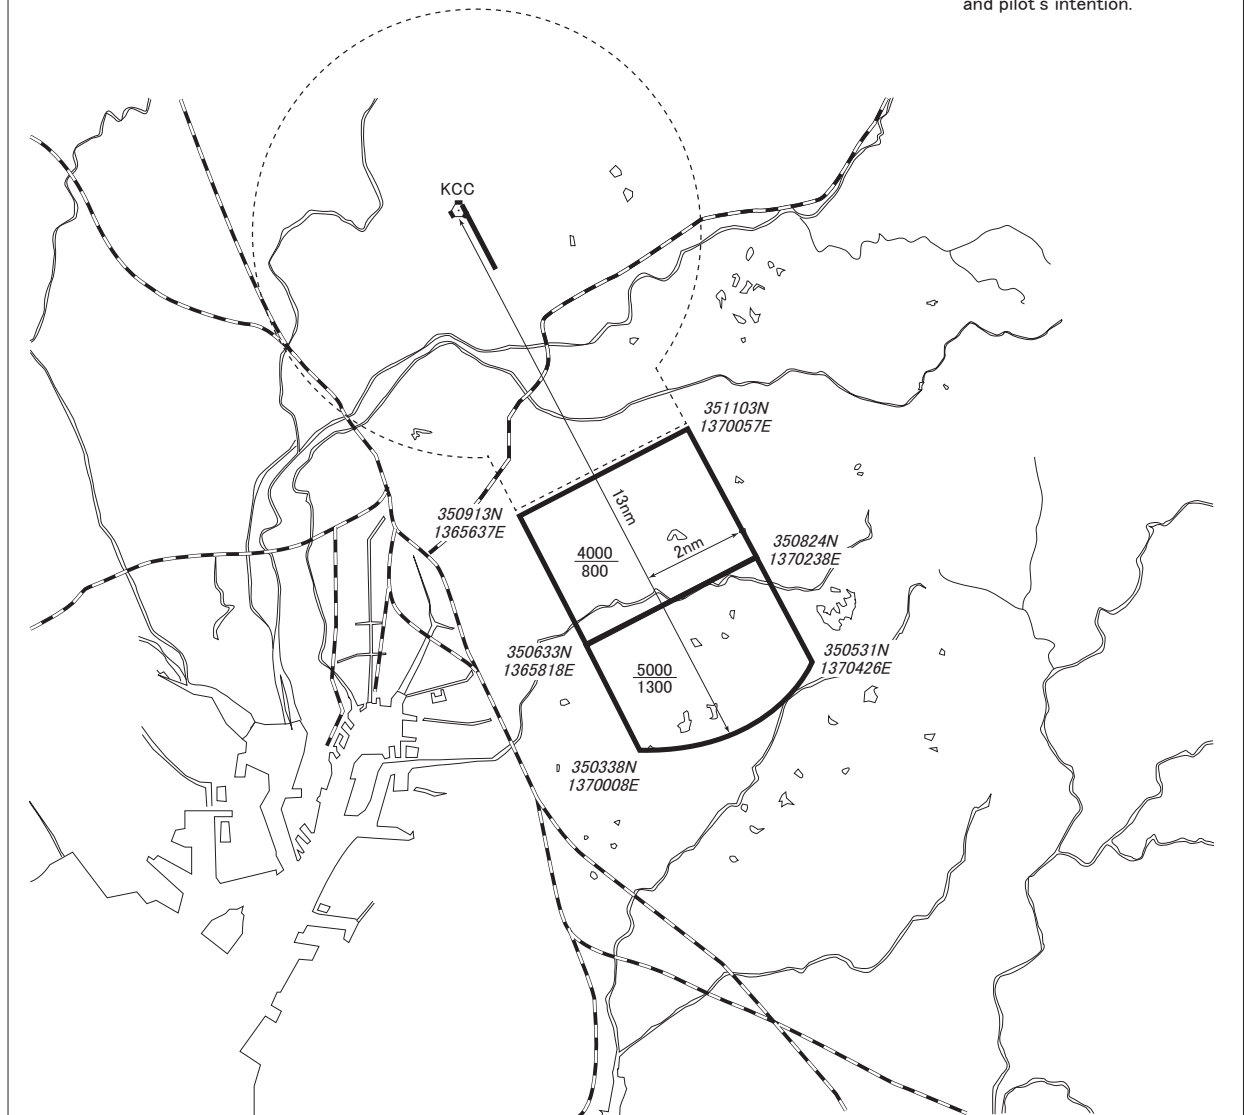 and pilot's intention.
KCC
351103N
1370057E
13nm
350913N
1365637E
2nm
350824N
1370238E
4000
800
350633N
1365818E
350531N
1370426E
5000
1300
350338N
1370008E